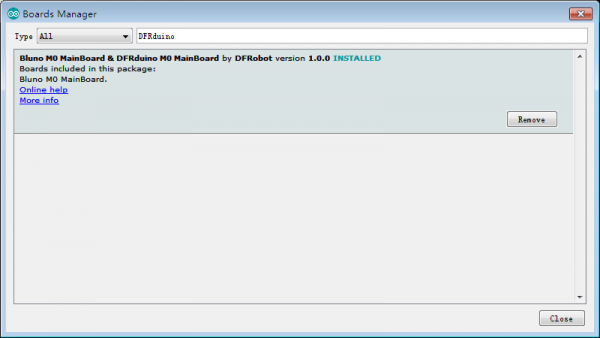 Boards Manager
Type All DFRduino
Bluno M0 MainBoard & DFRduino M0 MainBoard by DFRobot version 1.0.0 INSTALLED
Boards included in this package:
Bluno M0 MainBoard.
Online help
More info
Remove
Close